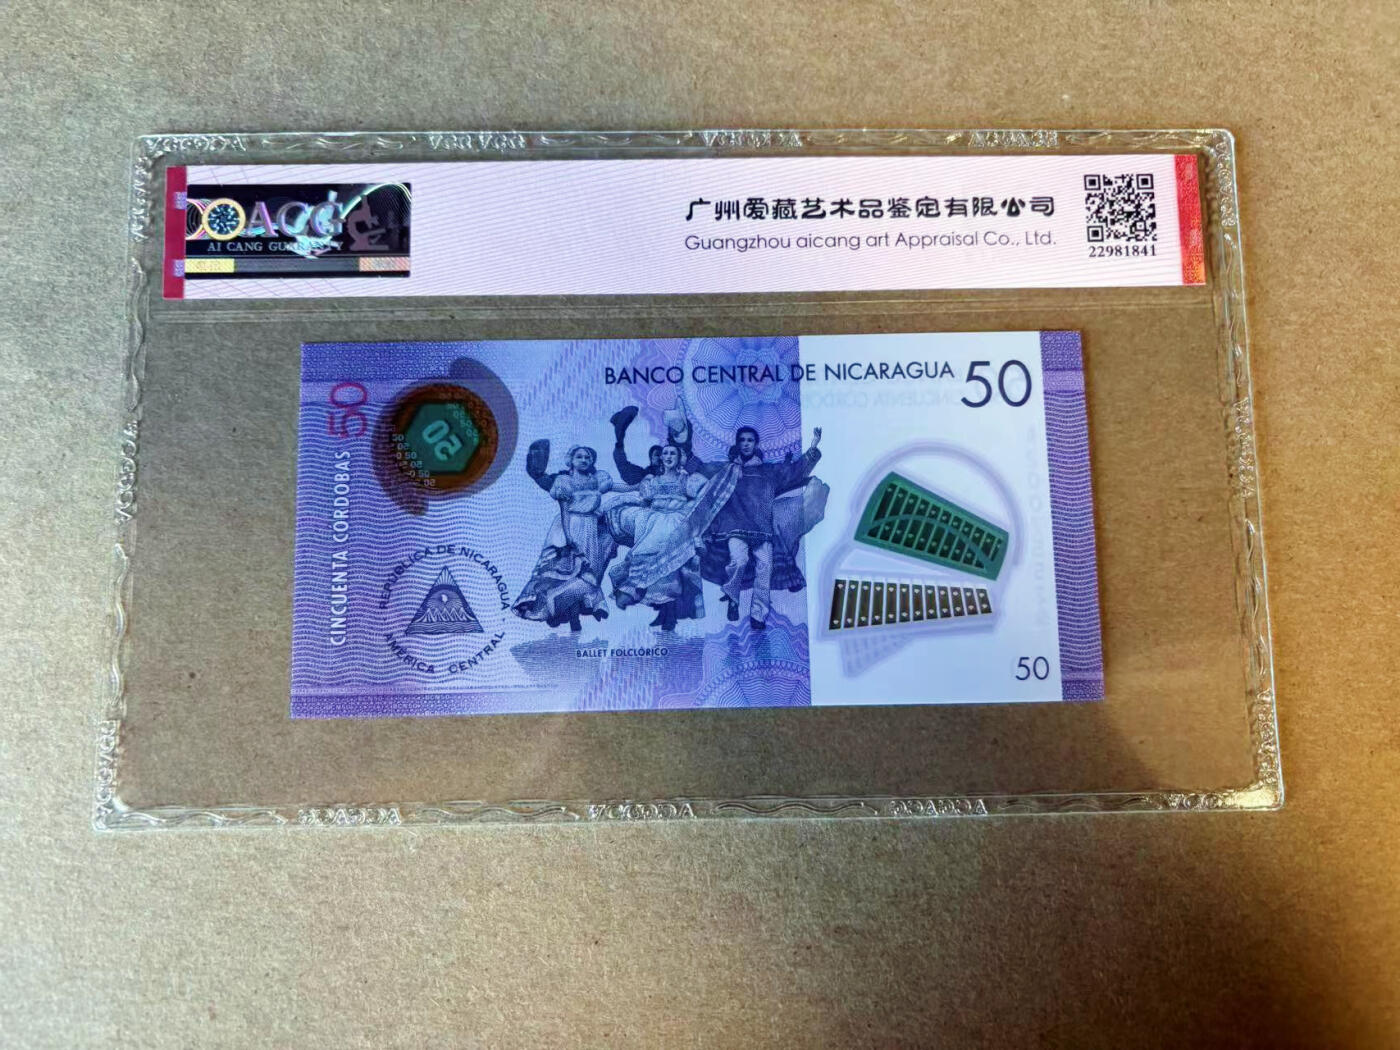 ACG
AI CANG GUARANTY
广州爱藏艺术品鉴定有限公司
Guangzhou aicang art Appraisal Co., Ltd.
22981841
BANCO CENTRAL DE NICARAGUA 50
50
CINCUENTA CÓRDOBAS
50
REPUBLICA DE NICARAGUA
AMERICA CENTRAL
BALLET FOLCLÓRICO
50